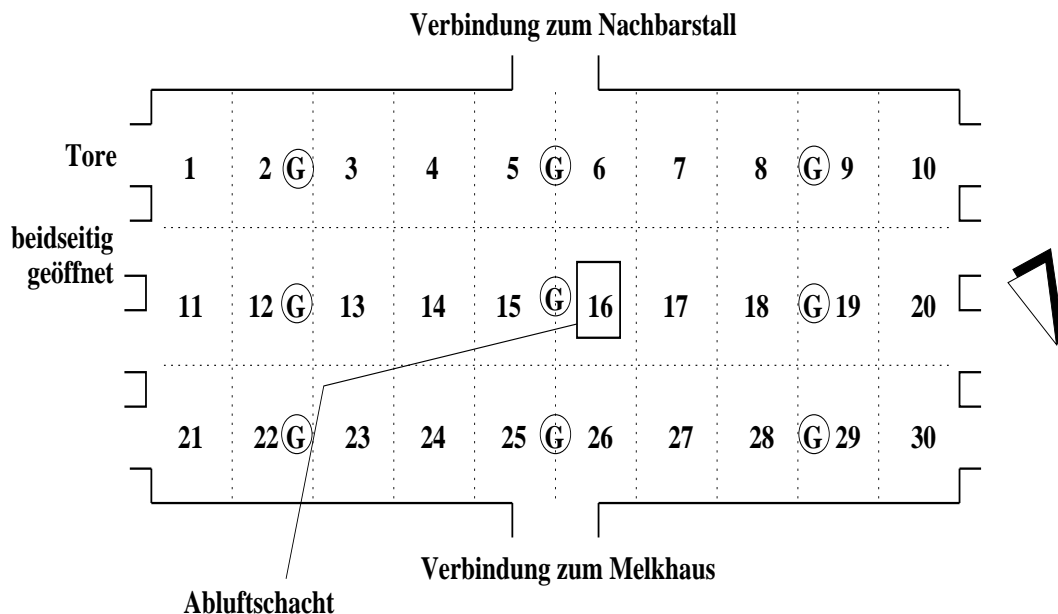 Verbindung zum Nachbarstall
Tore
1 2 G 3 4 5 G 6 7 8 G 9 10
beidseitig
geöffnet
11 12 G 13 14 15 G 16 17 18 G 19 20
21 22 G 23 24 25 G 26 27 28 G 29 30
Verbindung zum Melkhaus
Abluftschacht